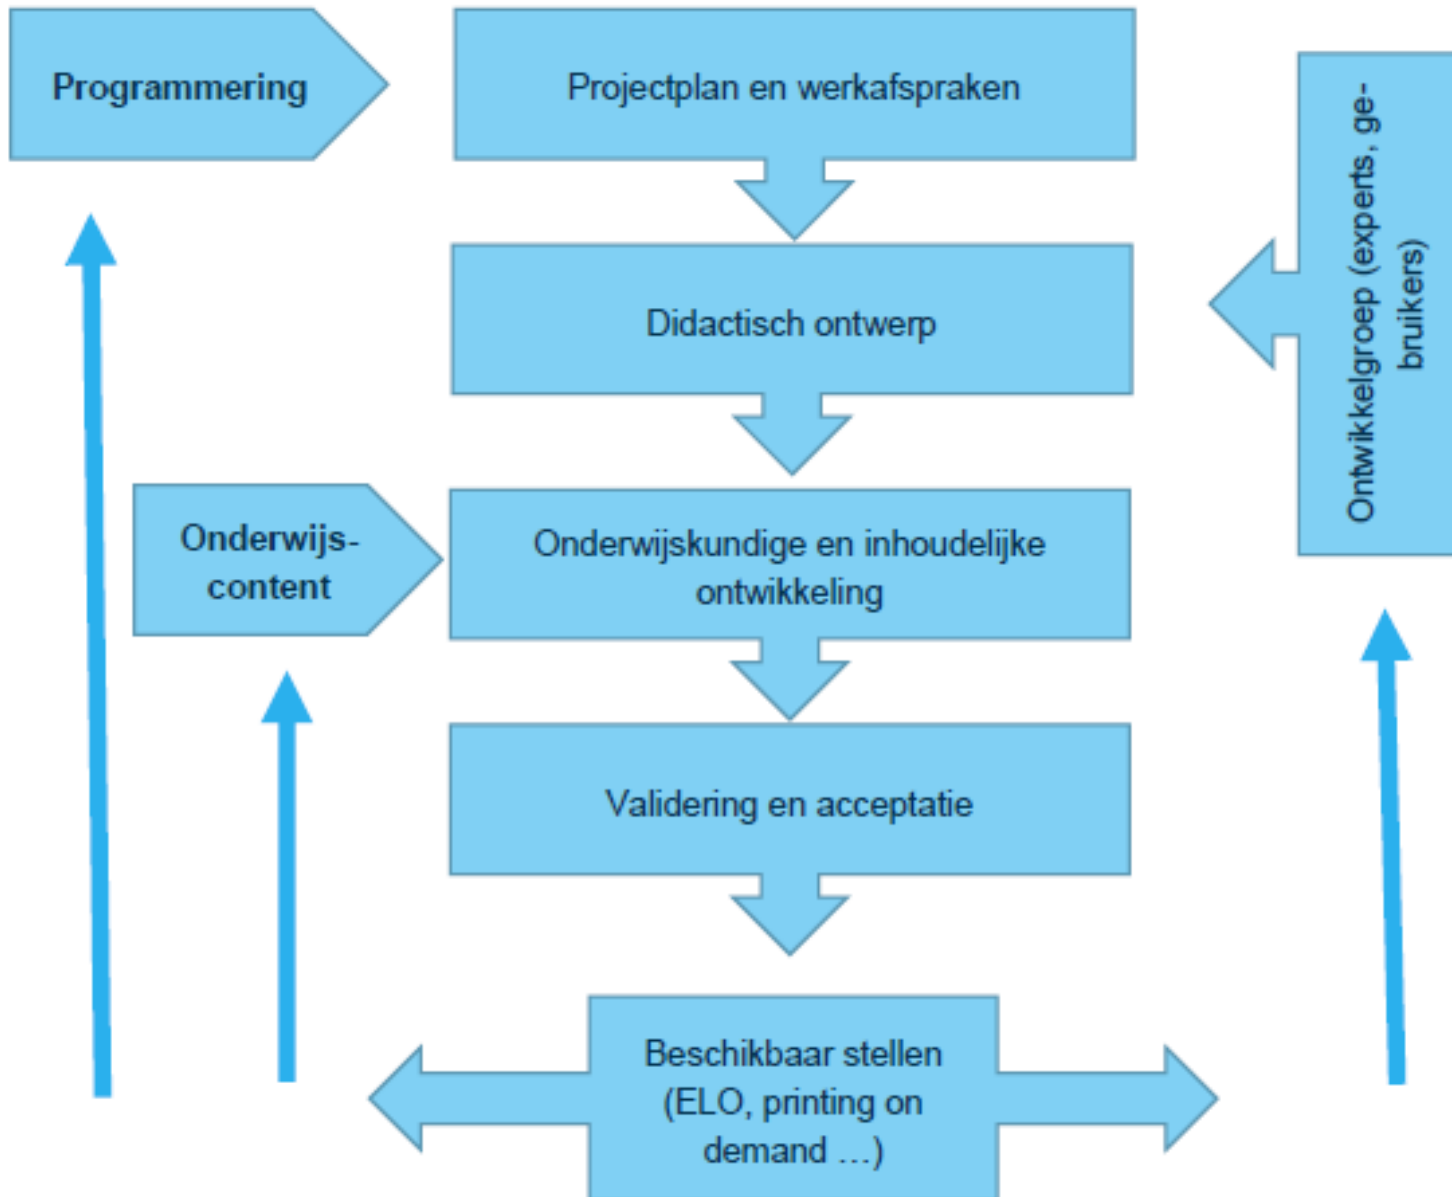 Programmering
Projectplan en werkafspraken
Ontwikkelgroep (experts, ge-
bruikers)
Didactisch ontwerp
Onderwijs-
content
Onderwijskundige en inhoudelijke
ontwikkeling
Validering en acceptatie
Beschikbaar stellen
(ELO, printing on
demand ...)